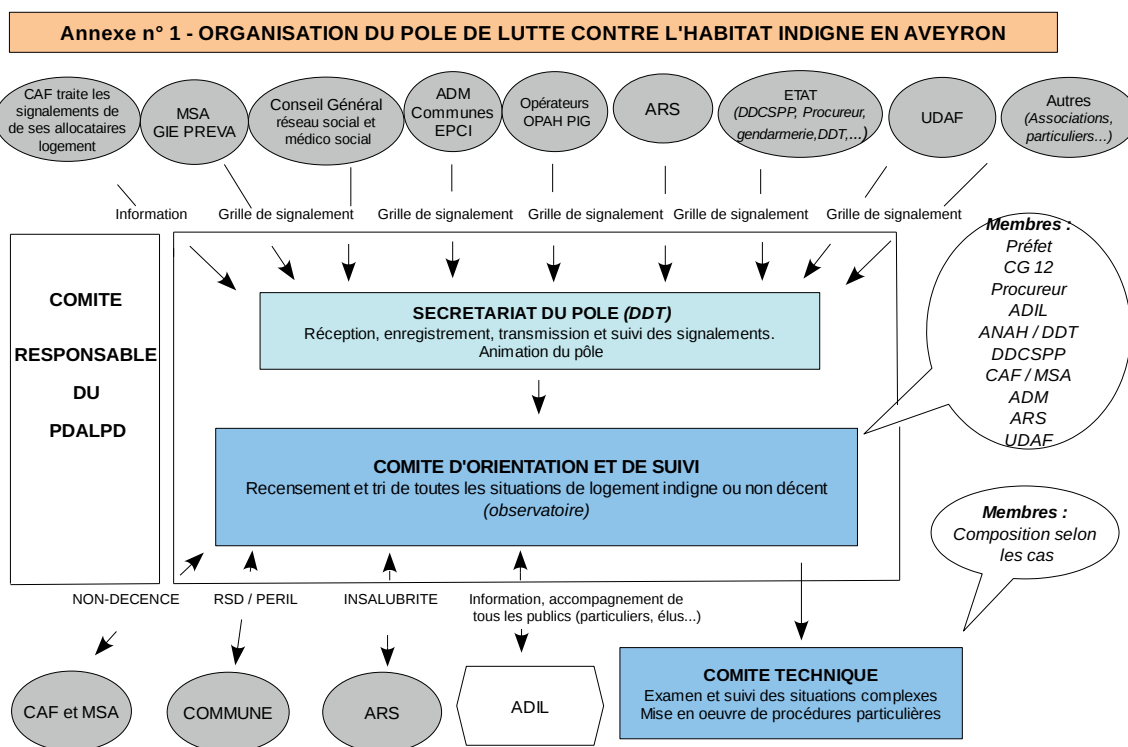 Annexe n° 1 - ORGANISATION DU POLE DE LUTTE CONTRE L'HABITAT INDIGNE EN AVEYRON
CAF traite les
signalements de
de ses allocataires
logement
MSA
GIE PREVA
Conseil Général
réseau social et
médico social
ADM
Communes
EPCI
Opérateurs
OPAH PIG
ARS
ETAT
(DDCSPP, Procureur,
gendarmerie,DDT,...)
UDAF
Autres
(Associations,
particuliers...)
Information
Grille de signalement
Grille de signalement
Grille de signalement
Grille de signalement
Grille de signalement
COMITE
RESPONSABLE
DU
PDALPD
SECRETARIAT DU POLE (DDT)
Réception, enregistrement, transmission et suivi des signalements.
Animation du pôle
Membres :
Préfet
CG 12
Procureur
ADIL
ANAH / DDT
DDCSPP
CAF / MSA
ADM
ARS
UDAF
COMITE D'ORIENTATION ET DE SUIVI
Recensement et tri de toutes les situations de logement indigne ou non décent
(observatoire)
Membres :
Composition selon
les cas
NON-DECENCE
RSD / PERIL
INSALUBRITE
Information, accompagnement de
tous les publics (particuliers, élus...)
CAF et MSA
COMMUNE
ARS
ADIL
COMITE TECHNIQUE
Examen et suivi des situations complexes
Mise en oeuvre de procédures particulières